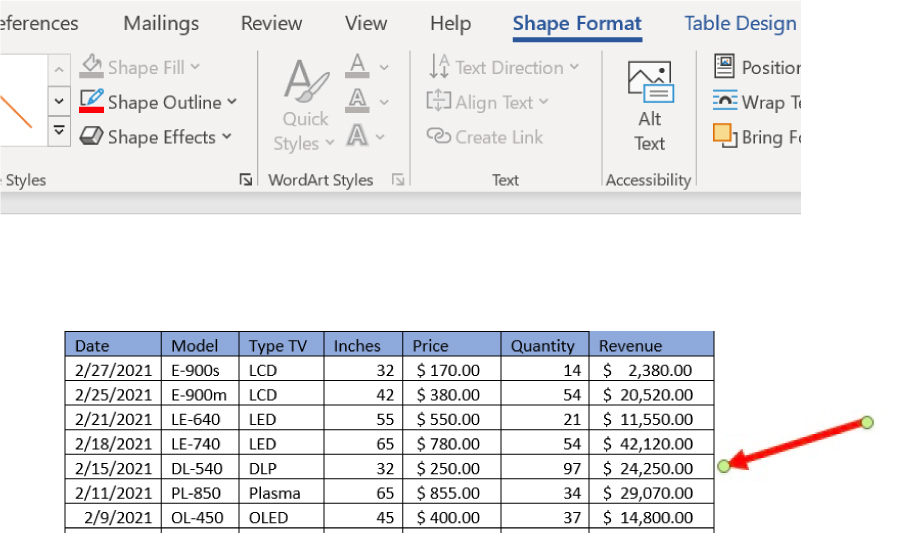 eferences Mailings Review View Help Shape Format Table Design
Shape Fill Text Direction Position
Shape Outline Align Text Wrap Te
Quick Alt
Shape Effects Create Link Bring Fo
Styles Text
Styles WordArt Styles Text Accessibility
Date Model Type TV Inches Price Quantity Revenue
2/27/2021 E-900s LCD 32 $ 170.00 14 $ 2,380.00
2/25/2021 E-900m LCD 42 $ 380.00 54 $ 20,520.00
2/21/2021 LE-640 LED 55 $ 550.00 21 $ 11,550.00
2/18/2021 LE-740 LED 65 $ 780.00 54 $ 42,120.00
2/15/2021 DL-540 DLP 32 $ 250.00 97 $ 24,250.00
2/11/2021 PL-850 Plasma 65 $ 855.00 34 $ 29,070.00
2/9/2021 OL-450 OLED 45 $ 400.00 37 $ 14,800.00